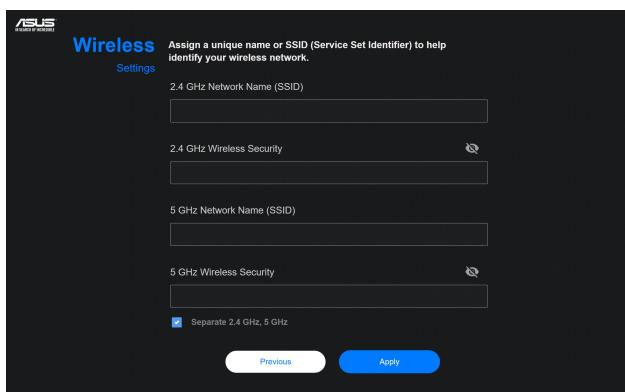 ASUS
IN SEARCH OF INCREDIBLE
Wireless
Settings
Assign a unique name or SSID (Service Set Identifier) to help
identify your wireless network.
2.4 GHz Network Name (SSID)
2.4 GHz Wireless Security
5 GHz Network Name (SSID)
5 GHz Wireless Security
Separate 2.4 GHz, 5 GHz
Previous
Apply